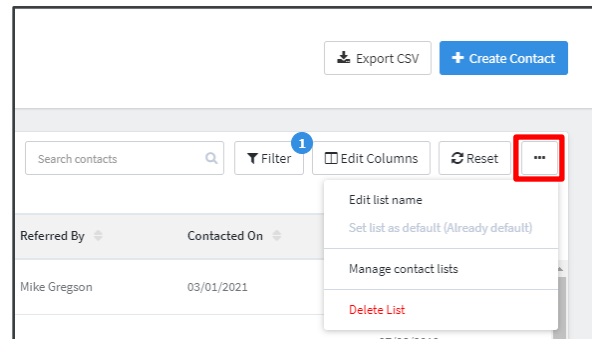 Export CSV
+ Create Contact
Search contacts
Filter
1
Edit Columns
Reset
...
Edit list name
Set list as default (Already default)
Manage contact lists
Delete List
Referred By
Contacted On
Mike Gregson
03/01/2021